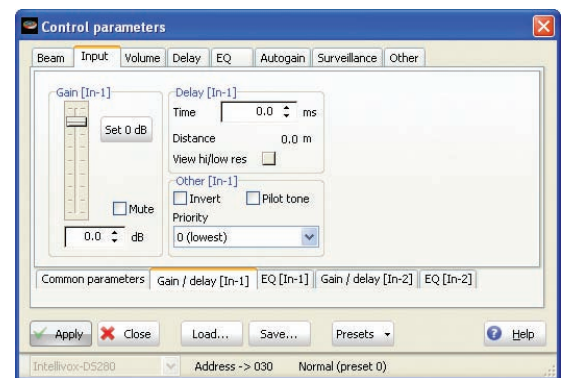 Control parameters
Beam Input Volume Delay EQ Autogain Surveillance Other
Gain [In-1]
Set 0 dB
Mute
0.0 dB
Delay [In-1]
Time 0.0 ms
Distance 0.0 m
View hi/low res
Other [In-1]
Invert Pilot tone
Priority
0 (lowest)
Common parameters Gain / delay [In-1] EQ [In-1] Gain / delay [In-2] EQ [In-2]
Apply Close Load... Save... Presets Help
Intellivox-DS280 Address -> 030 Normal (preset 0)